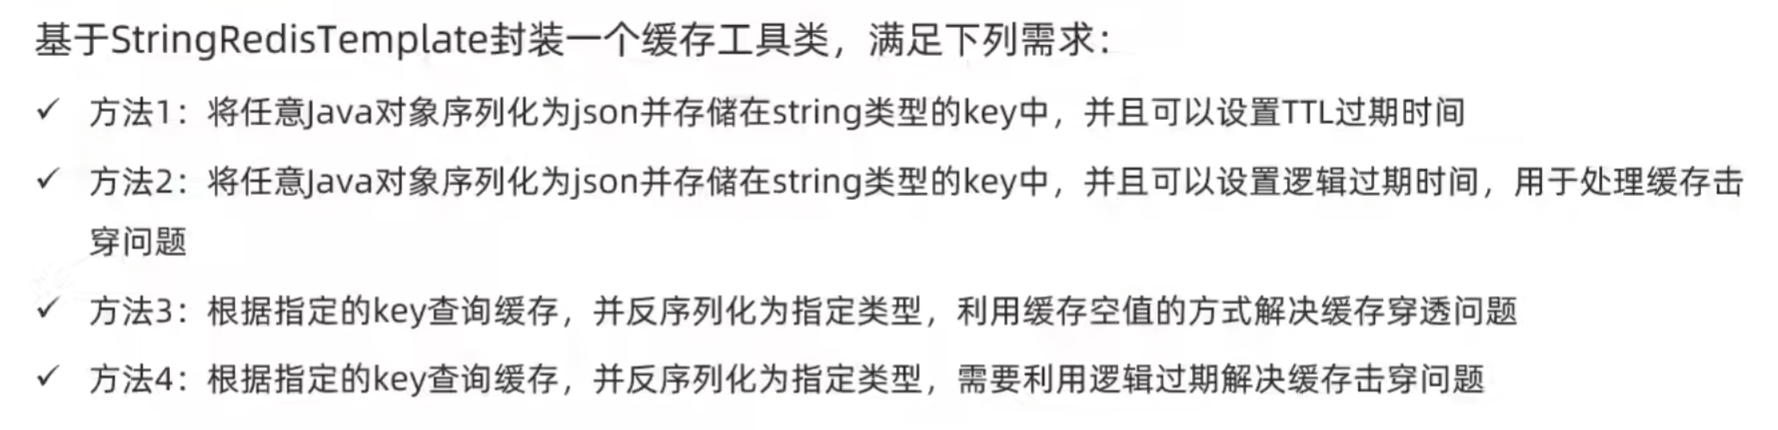 基于StringRedisTemplate封装一个缓存工具类，满足下列需求：
✓ 方法1：将任意Java对象序列化为json并存储在string类型的key中，并且可以设置TTL过期时间
✓ 方法2：将任意Java对象序列化为json并存储在string类型的key中，并且可以设置逻辑过期时间，用于处理缓存击
穿问题
✓ 方法3：根据指定的key查询缓存，并反序列化为指定类型，利用缓存空值的方式解决缓存穿透问题
✓ 方法4：根据指定的key查询缓存，并反序列化为指定类型，需要利用逻辑过期解决缓存击穿问题